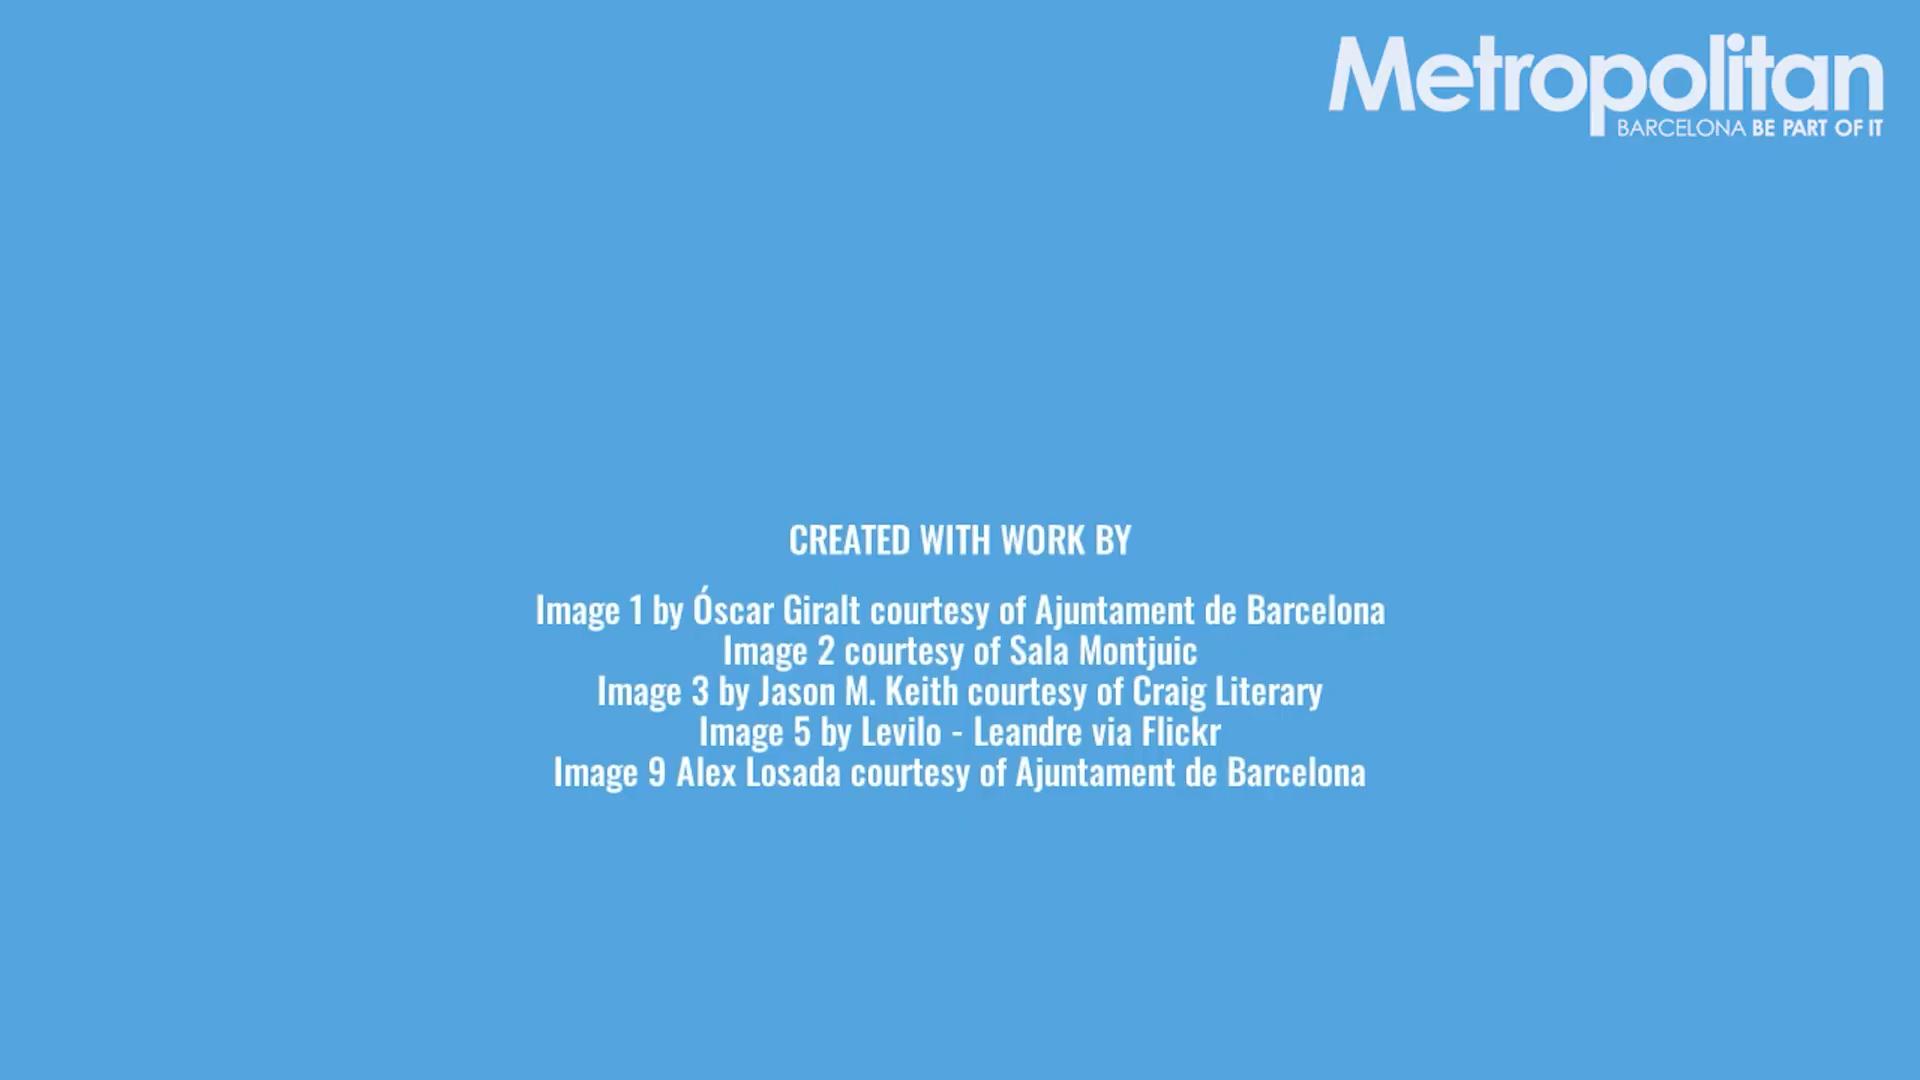 Metropolitan
BARCELONA BE PART OF IT
CREATED WITH WORK BY
Image 1 by Óscar Giralt courtesy of Ajuntament de Barcelona
Image 2 courtesy of Sala Montjuic
Image 3 by Jason M. Keith courtesy of Craig Literary
Image 5 by Levilo - Leandre via Flickr
Image 9 Alex Losada courtesy of Ajuntament de Barcelona